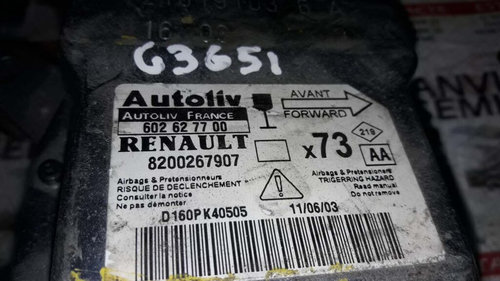 G3651
Autoliv
AVANT
AUTOLIV FRANCE
FORWARD
602 62 77 00
RENAULT
x73
219
8200267907
AA
Airbags & Pretensionneurs
RISQUE DE DECLENCHEMENT
Consulter la notice
Ne pas démonter
Airbags & Pretensioners
TRIGERRING HAZARD
Read manual
Do not remove
D160PK40505
11/06/03